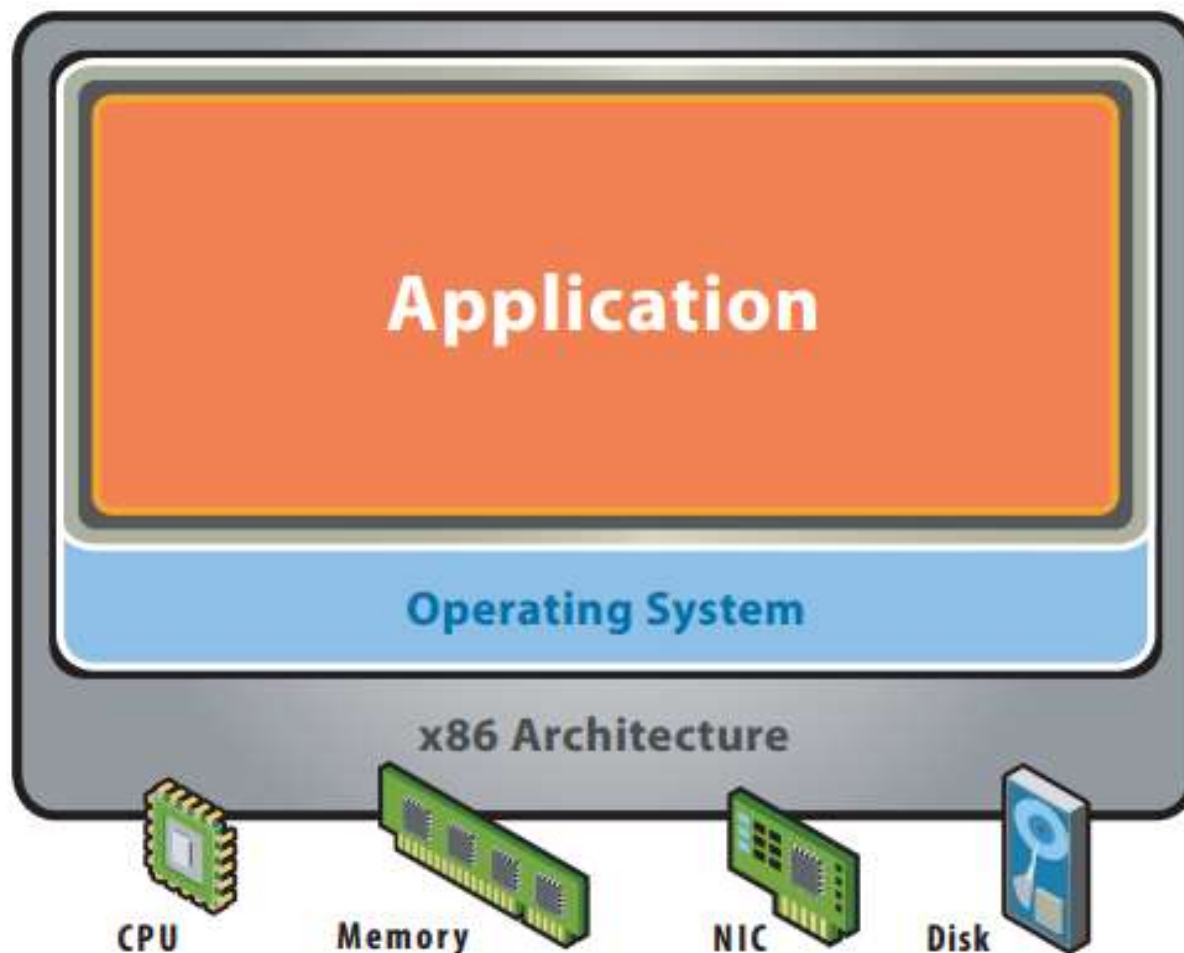 Application
Operating System
x86 Architecture
CPU Memory NIC Disk